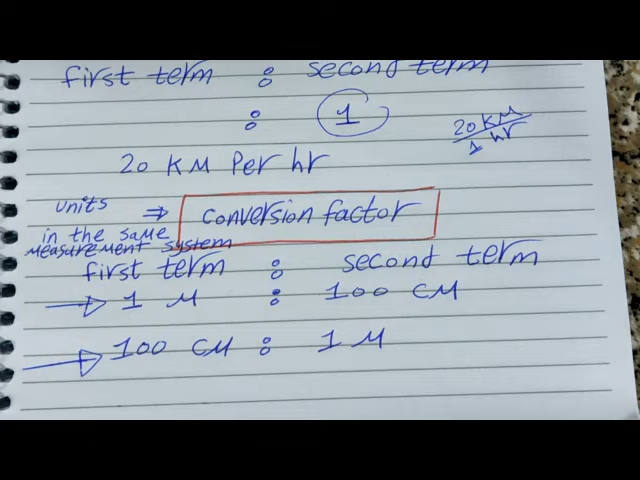 first term : second term
: 1
20 KM
1 hr
20 KM Per hr
units
in the same
measurement system
⇒ conversion factor
first term : second term
→ 1 M : 100 CM
→ 100 CM : 1 M